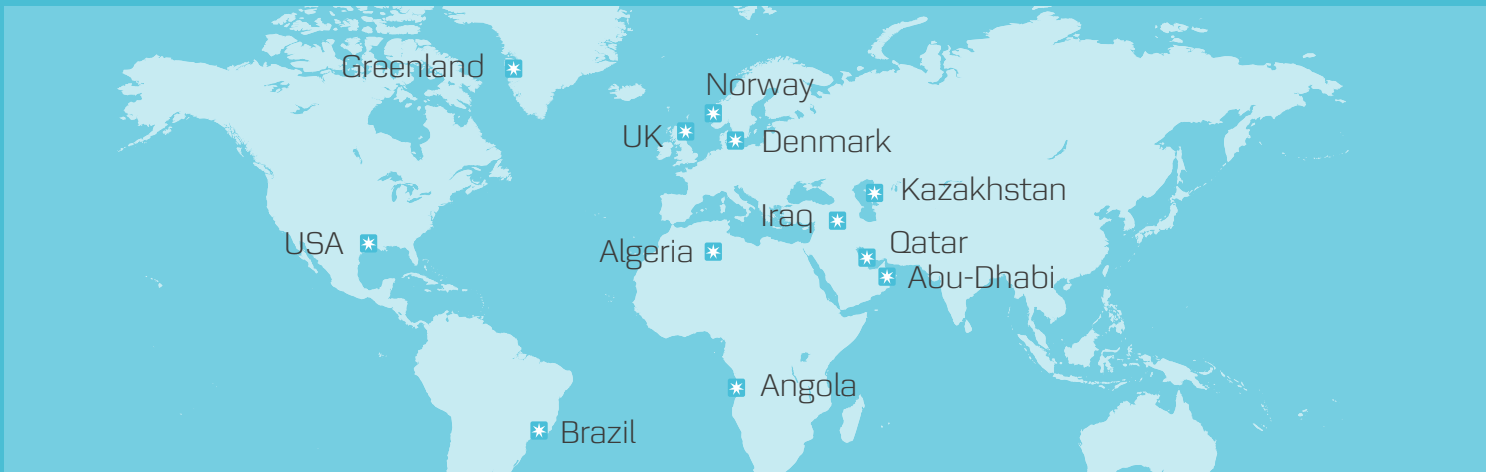 Greenland
Norway
UK
Denmark
Kazakhstan
Iraq
USA
Algeria
Qatar
Abu-Dhabi
Angola
Brazil